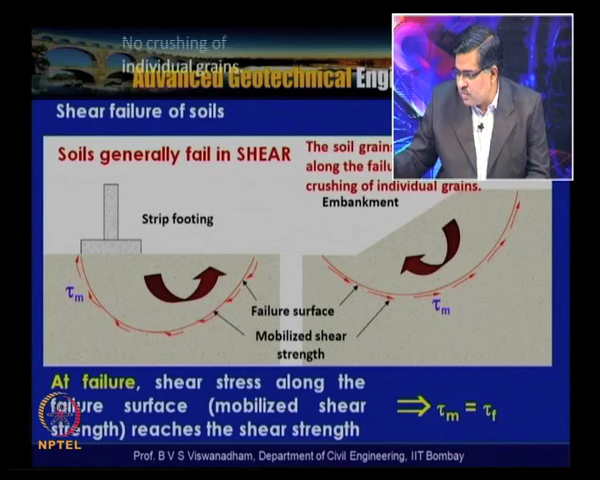 No crushing of
individual grains
Advanced Geotechnical Engi
Shear failure of soils
Soils generally fail in SHEAR
The soil grains
along the failu
crushing of individual grains.
Strip footing
Embankment
τm
Failure surface
τm
Mobilized shear
strength
At failure, shear stress along the
failure surface (mobilized shear
strength) reaches the shear strength
⇒ τm = τf
NPTEL
Prof. B V S Viswanadham, Department of Civil Engineering, IIT Bombay